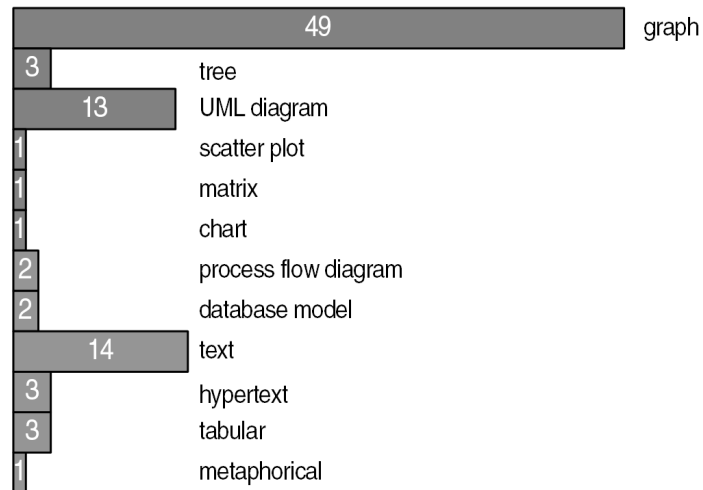 49 graph
3 tree
13 UML diagram
1 scatter plot
1 matrix
1 chart
2 process flow diagram
2 database model
14 text
3 hypertext
3 tabular
1 metaphorical